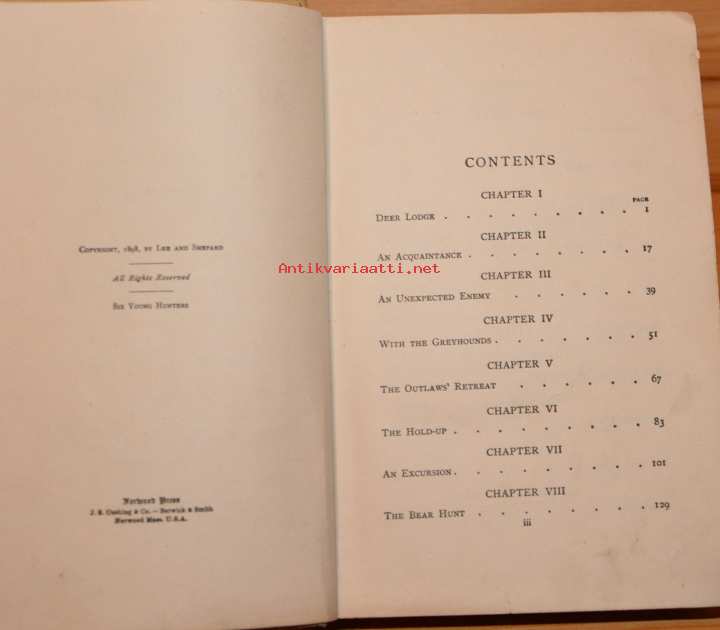 Copyright, 1898, by Lee and Shepard
All Rights Reserved
Six Young Hunters
Norwood Press
J. S. Cushing & Co. — Berwick & Smith
Norwood Mass. U.S.A.
Antikvariaatti.net
CONTENTS
CHAPTER I
PAGE
Deer Lodge . . . . . . . . . 1
CHAPTER II
An Acquaintance . . . . . . . . 17
CHAPTER III
An Unexpected Enemy . . . . . . 39
CHAPTER IV
With the Greyhounds . . . . . . . 51
CHAPTER V
The Outlaws' Retreat . . . . . . 67
CHAPTER VI
The Hold-up . . . . . . . . 83
CHAPTER VII
An Excursion . . . . . . . . 101
CHAPTER VIII
The Bear Hunt . . . . . . . . 129
iii